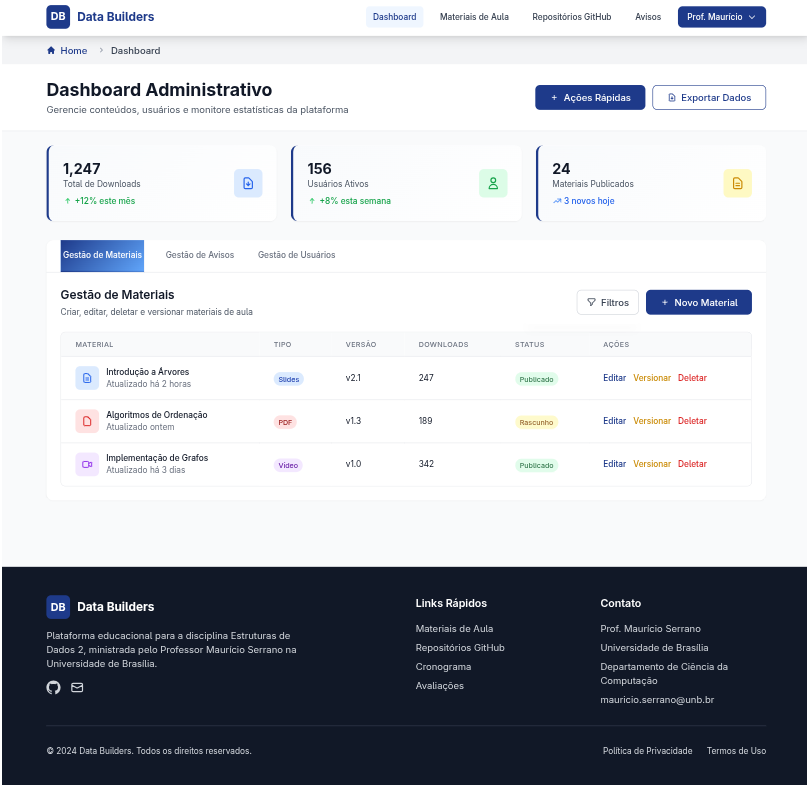 DB Data Builders Dashboard Materiais de Aula Repositórios GitHub Avisos Prof. Maurício
Home Dashboard
Dashboard Administrativo
Gerencie conteúdos, usuários e monitore estatísticas da plataforma
+ Ações Rápidas Exportar Dados
1,247
Total de Downloads
↑ +12% este mês
156
Usuários Ativos
↑ +8% esta semana
24
Materiais Publicados
3 novos hoje
Gestão de Materiais Gestão de Avisos Gestão de Usuários
Gestão de Materiais
Criar, editar, deletar e versionar materiais de aula
Filtros + Novo Material
MATERIAL TIPO VERSÃO DOWNLOADS STATUS AÇÕES
Introdução a Árvores
Atualizado há 2 horas
Slides v2.1 247 Publicado Editar Versionar Deletar
Algoritmos de Ordenação
Atualizado ontem
PDF v1.3 189 Rascunho Editar Versionar Deletar
Implementação de Grafos
Atualizado há 3 dias
Vídeo v1.0 342 Publicado Editar Versionar Deletar
DB Data Builders
Plataforma educacional para a disciplina Estruturas de
Dados 2, ministrada pelo Professor Maurício Serrano na
Universidade de Brasília.
Links Rápidos
Materiais de Aula
Repositórios GitHub
Cronograma
Avaliações
Contato
Prof. Maurício Serrano
Universidade de Brasília
Departamento de Ciência da
Computação
mauricio.serrano@unb.br
© 2024 Data Builders. Todos os direitos reservados.
Política de Privacidade Termos de Uso